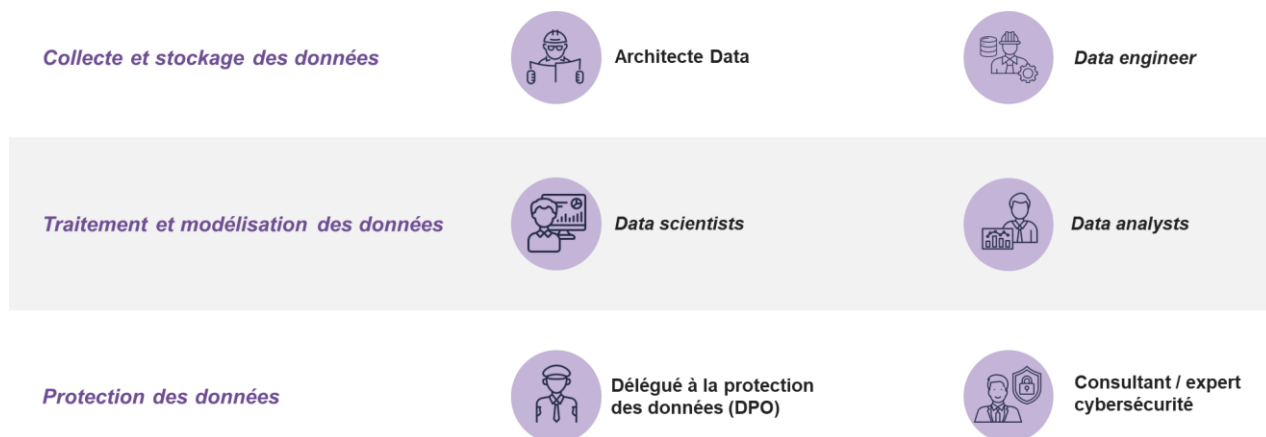 Collecte et stockage des données
Architecte Data
Data engineer
Traitement et modélisation des données
Data scientists
Data analysts
Protection des données
Délégué à la protection
des données (DPO)
Consultant / expert
cybersécurité